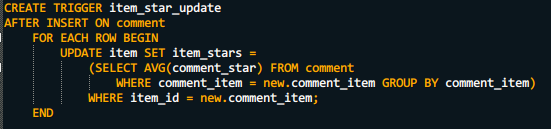 CREATE TRIGGER item_star_update
AFTER INSERT ON comment
FOR EACH ROW BEGIN
UPDATE item SET item_stars =
(SELECT AVG(comment_star) FROM comment
WHERE comment_item = new.comment_item GROUP BY comment_item)
WHERE item_id = new.comment_item;
END